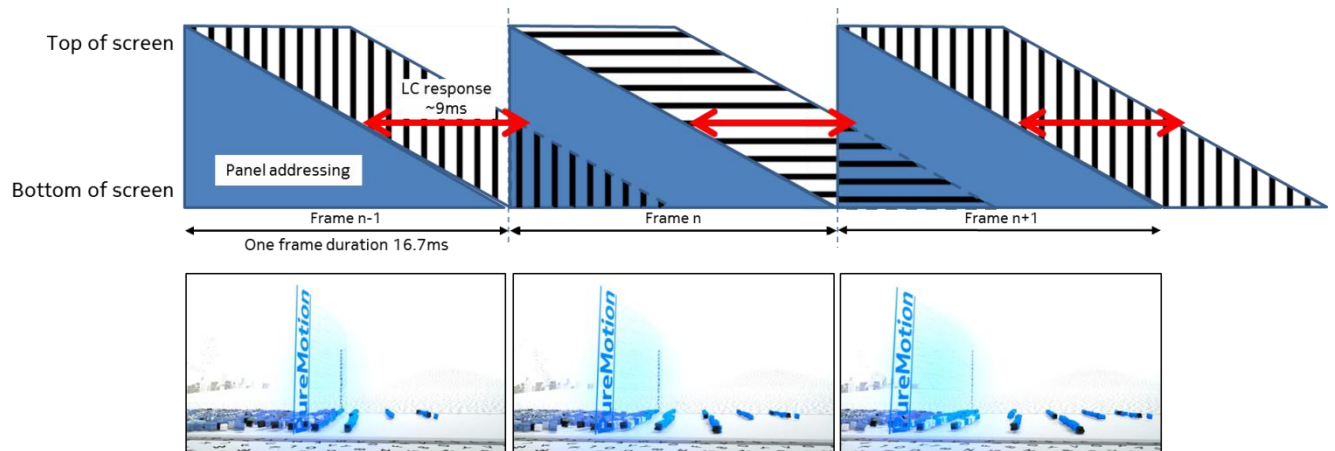 Top of screen
LC response
~9ms
Panel addressing
Bottom of screen
Frame n-1
Frame n
Frame n+1
One frame duration 16.7ms
ureMotion
ureMotion
ureMotion